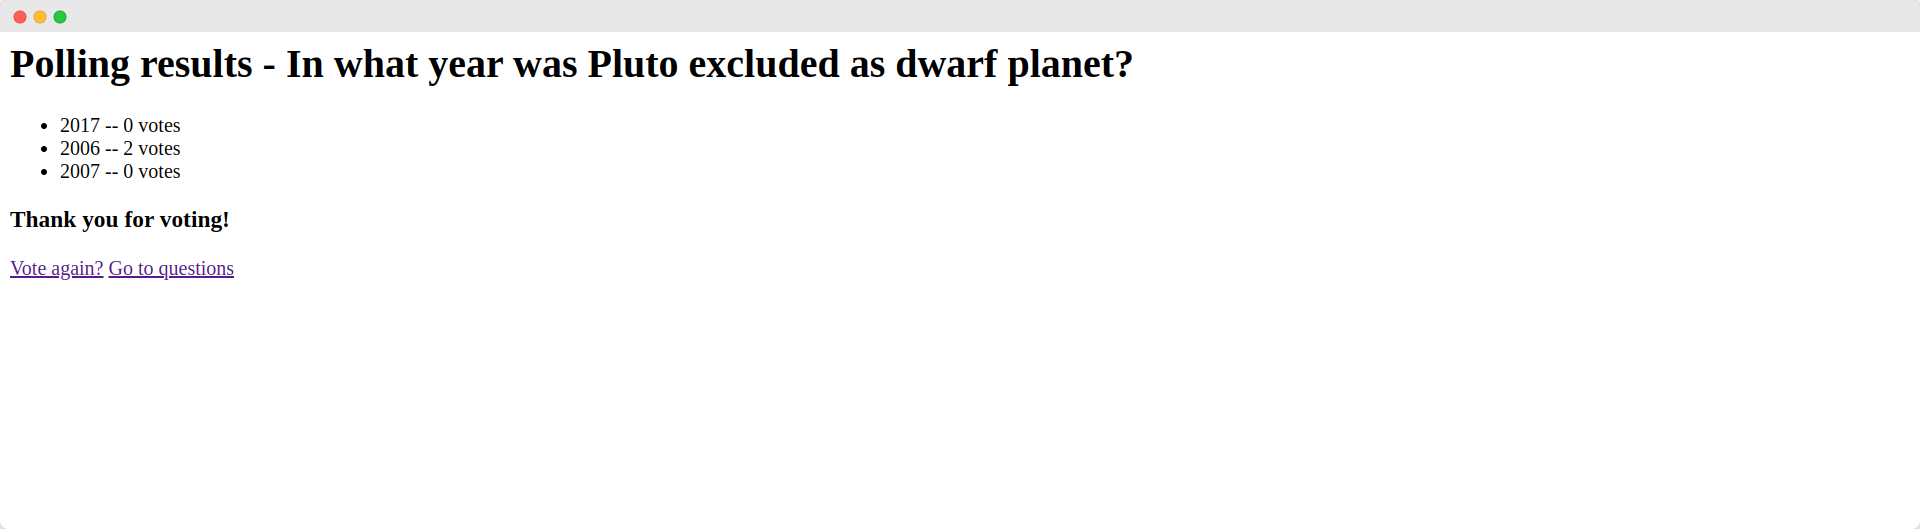 Polling results - In what year was Pluto excluded as dwarf planet?
2017 -- 0 votes
2006 -- 2 votes
2007 -- 0 votes
Thank you for voting!
Vote again? Go to questions